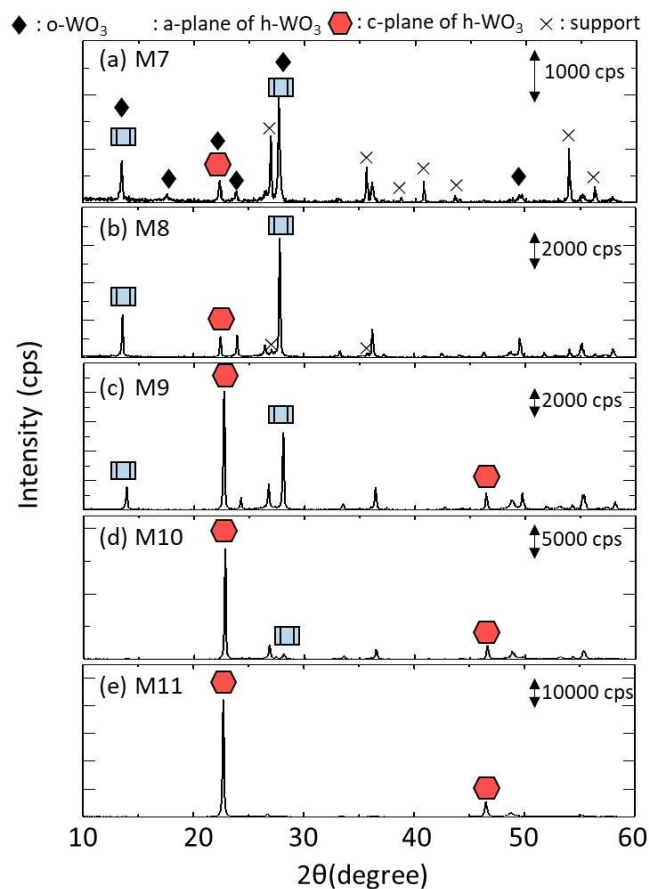 ◆ : o-WO₃ : a-plane of h-WO₃ : c-plane of h-WO₃ × : support
(a) M7
1000 cps
(b) M8
2000 cps
(c) M9
2000 cps
(d) M10
5000 cps
(e) M11
10000 cps
Intensity (cps)
10 20 30 40 50 60
2θ(degree)